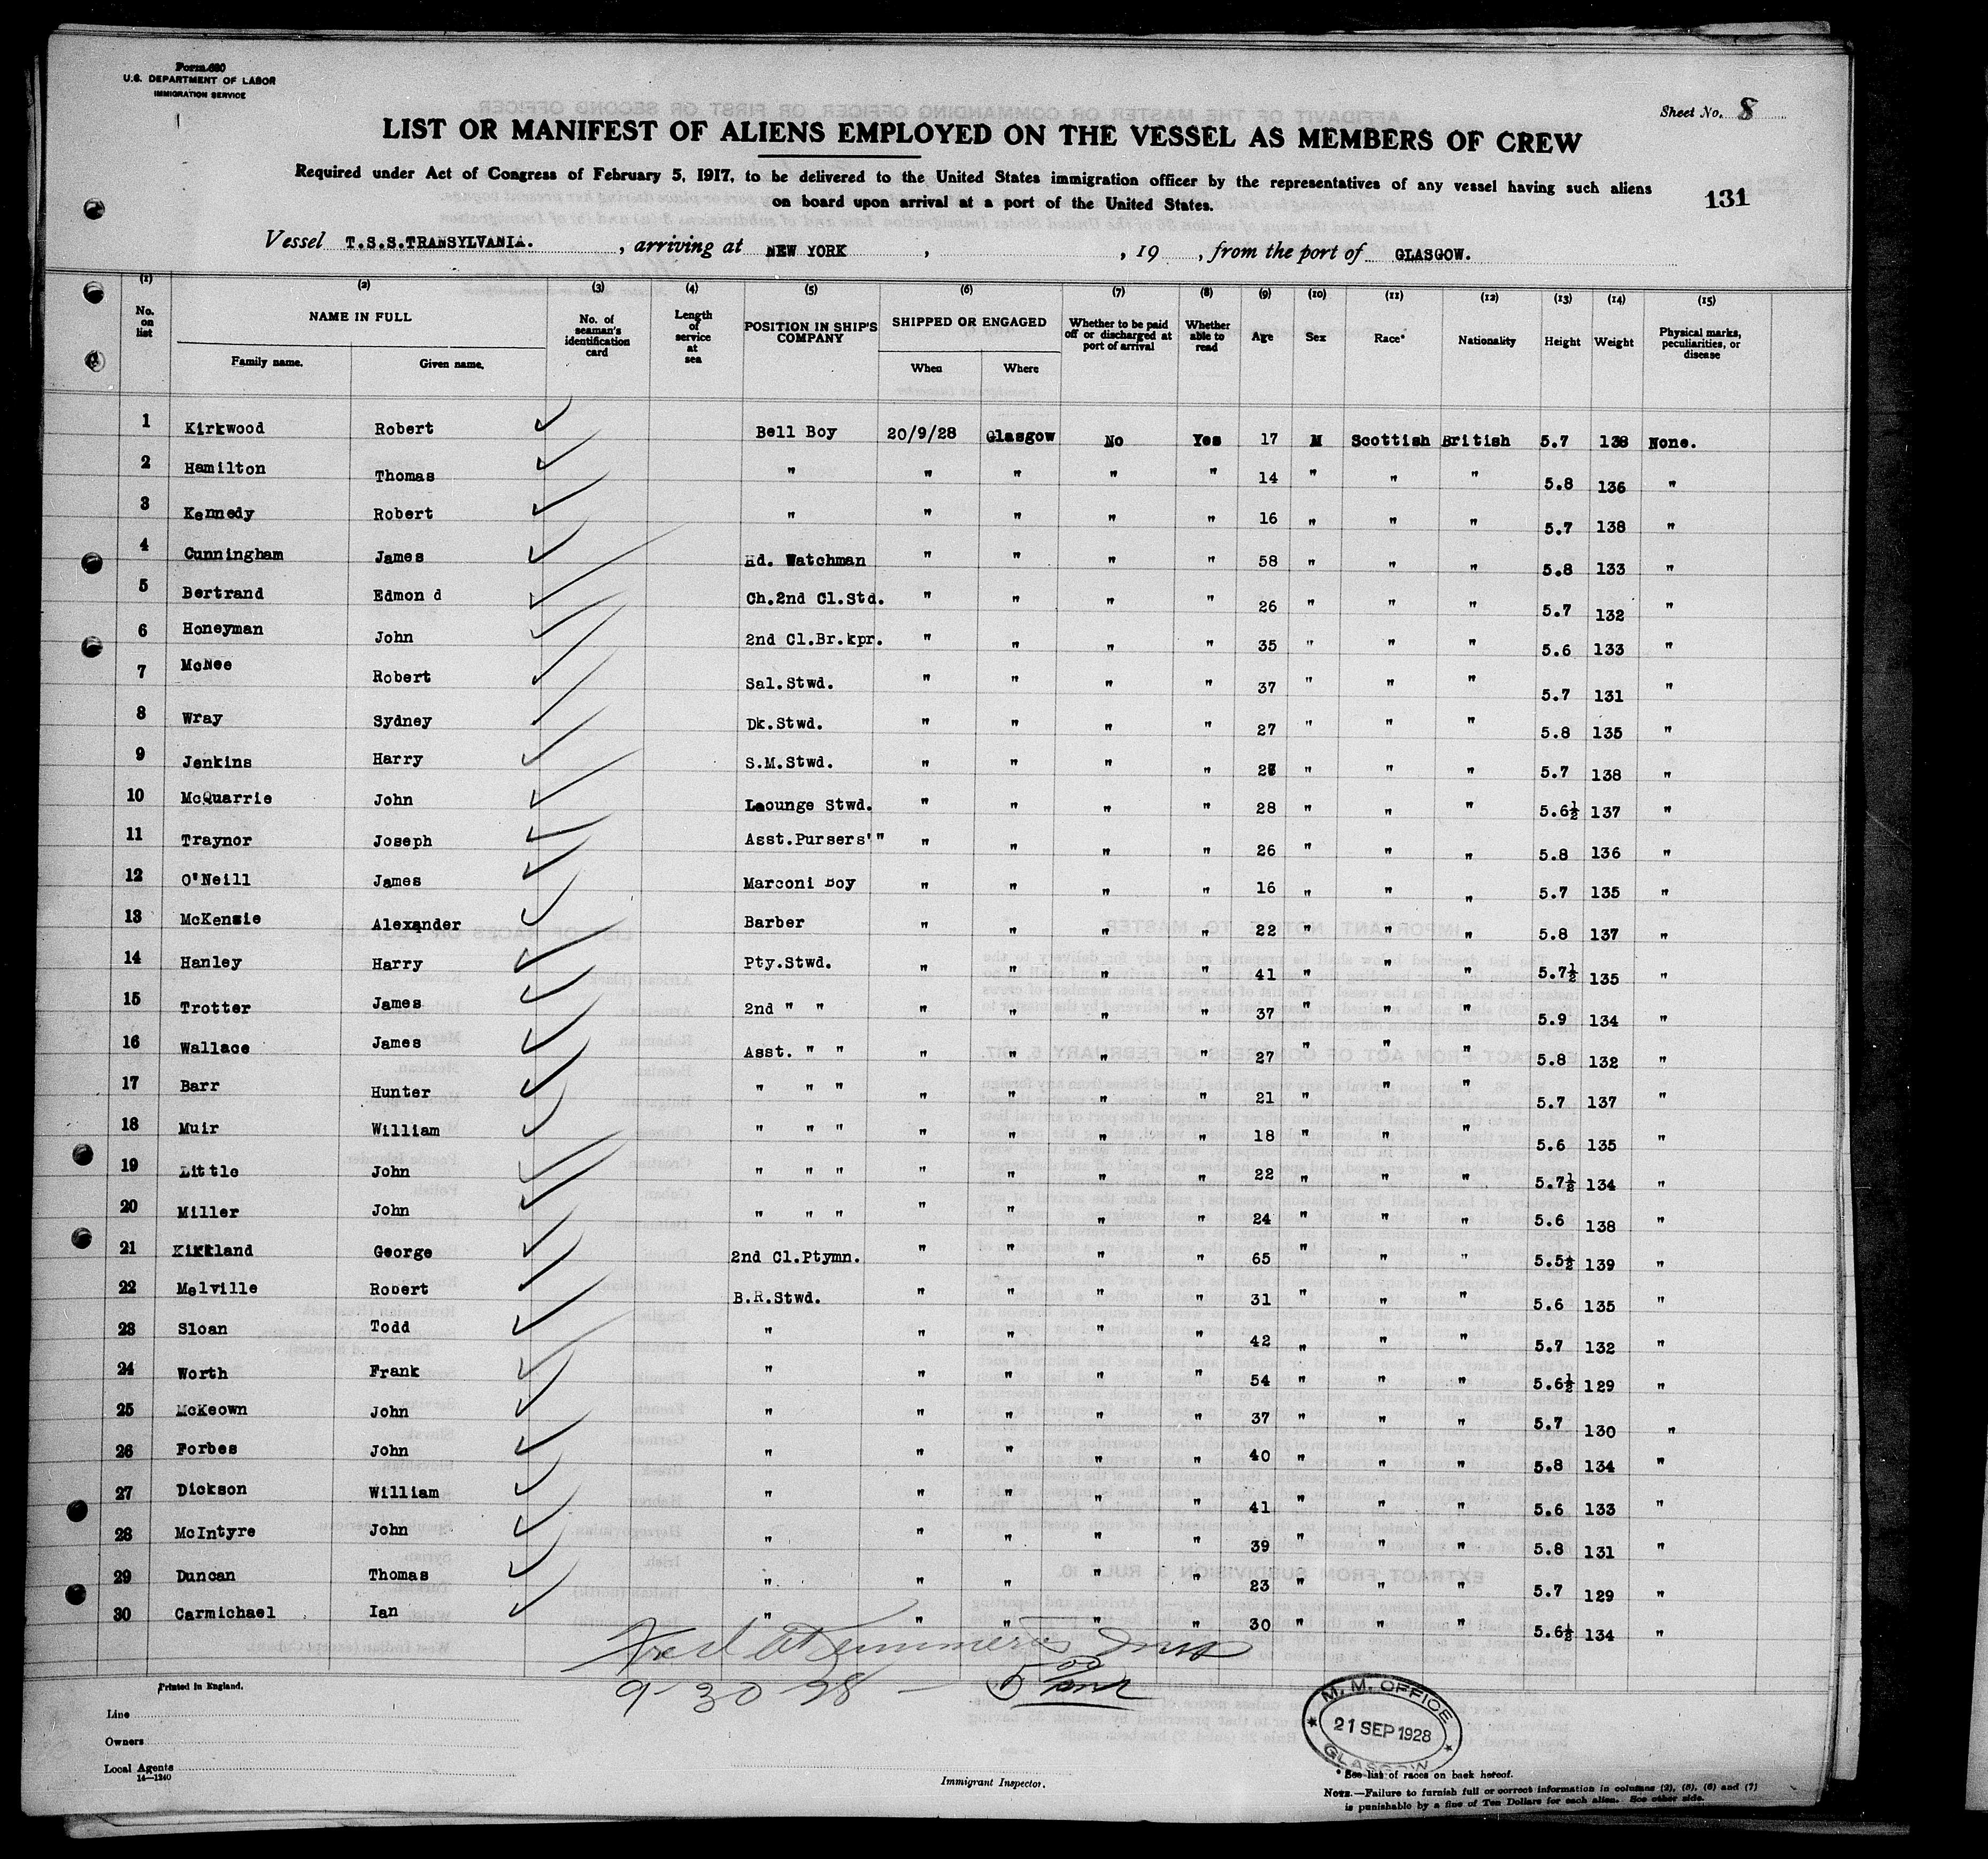 Form 680
U.S. DEPARTMENT OF LABOR
IMMIGRATION SERVICE
Sheet No. 8
LIST OR MANIFEST OF ALIENS EMPLOYED ON THE VESSEL AS MEMBERS OF CREW
Required under Act of Congress of February 5, 1917, to be delivered to the United States immigration officer by the representatives of any vessel having such aliens
on board upon arrival at a port of the United States.
131
Vessel T.S.S.TRANSYLVANIA. , arriving at NEW YORK , , 19 , from the port of GLASGOW.
(1) (2) (3) (4) (5) (6) (7) (8) (9) (10) (11) (12) (13) (14) (15)
No. on list NAME IN FULL Family name. Given name. No. of seaman's identification card Length of service at sea POSITION IN SHIP'S COMPANY SHIPPED OR ENGAGED When Where Whether to be paid off or discharged at port of arrival Whether able to read Age Sex Race* Nationality Height Weight Physical marks, peculiarities, or disease
1 Kirkwood Robert Bell Boy 20/9/28 Glasgow No Yes 17 M Scottish British 5.7 138 None.
2 Hamilton Thomas " " " " " 14 " " " 5.8 136 "
3 Kennedy Robert " " " " " 16 " " " 5.7 138 "
4 Cunningham James Hd. Watchman " " " " 58 " " " 5.8 133 "
5 Bertrand Edmon d Ch.2nd Cl.Std. " " " " 26 " " " 5.7 132 "
6 Honeyman John 2nd Cl.Br.kpr. " " " " 35 " " " 5.6 133 "
7 McNee Robert Sal.Stwd. " " " " 37 " " " 5.7 131 "
8 Wray Sydney Dk.Stwd. " " " " 27 " " " 5.8 135 "
9 Jenkins Harry S.M.Stwd. " " " " " " " 5.7 138 "
10 McQuarrie John Laounge Stwd. " " " " 28 " " " 5.6½ 137 "
11 Traynor Joseph Asst.Pursers'" " " " " 26 " " " 5.8 136 "
12 O'Neill James Marconi Boy " " " " 16 " " " 5.7 135 "
13 McKenzie Alexander Barber " " " " 22 " " " 5.8 137 "
14 Hanley Harry Pty.Stwd. " " " " 41 " " " 5.7½ 135 "
15 Trotter James 2nd " " " " " " 37 " " " 5.9 134 "
16 Wallace James Asst. " " " " " " 27 " " " 5.8 132 "
17 Barr Hunter " " " " " " " 21 " " " 5.7 137 "
18 Muir William " " " " " " " 18 " " " 5.6 135 "
19 Little John " " " " " " " 22 " " " 5.7½ 134 "
20 Miller John " " " " " " " 24 " " " 5.6 138 "
21 Kirkland George 2nd Cl.Ptymn. " " " " 65 " " " 5.5½ 139 "
22 Melville Robert B.R.Stwd. " " " " 31 " " " 5.6 135 "
23 Sloan Todd " " " " " 42 " " " 5.7 132 "
24 Worth Frank " " " " " 54 " " " 5.6½ 129 "
25 McKeown John " " " " " 37 " " " 5.7 130 "
26 Forbes John " " " " " 40 " " " 5.8 134 "
27 Dickson William " " " " " 41 " " " 5.6 133 "
28 McIntyre John " " " " " 39 " " " 5.8 131 "
29 Duncan Thomas " " " " " 23 " " " 5.7 129 "
30 Carmichael Ian " " " " " 30 " " " 5.6½ 134 "
9-30-28 —
Printed in England.
Line
Owners
Local Agents
14—1240
Immigrant Inspector.
M. M. OFFICE
21 SEP 1928
GLASGOW
* See list of races on back hereof.
NOTE.—Failure to furnish full or correct information in columns (2), (5), (6) and (7)
is punishable by a fine of Ten Dollars for each alien. See other side.